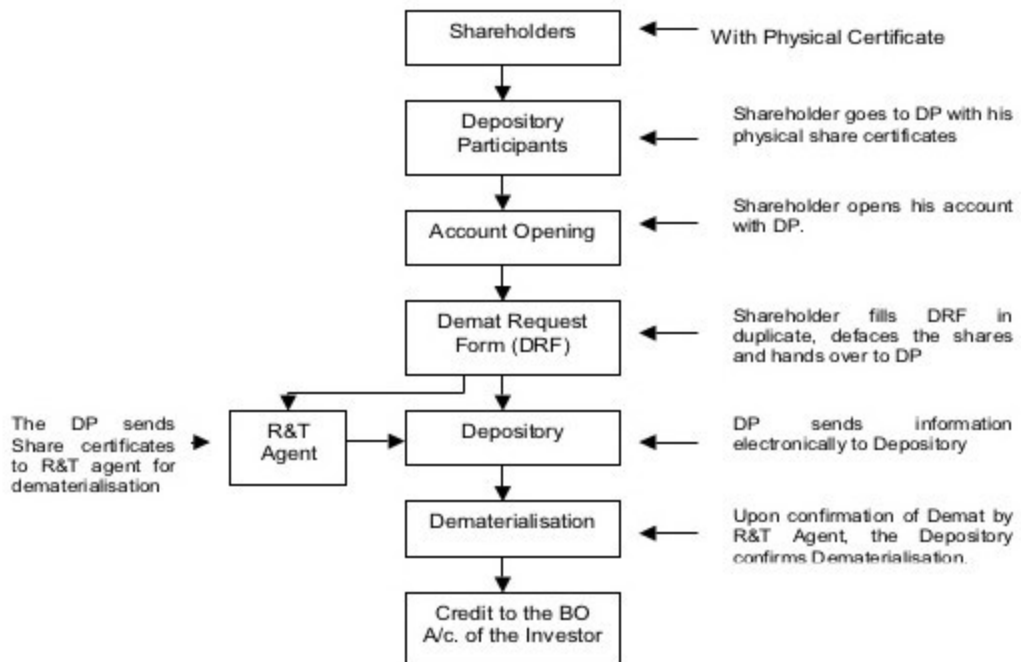 Shareholders
With Physical Certificate
Depository
Participants
Shareholder goes to DP with his
physical share certificates
Account Opening
Shareholder opens his account
with DP.
Demat Request
Form (DRF)
Shareholder fills DRF in
duplicate, defaces the shares
and hands over to DP
The DP sends
Share certificates
to R&T agent for
dematerialisation
R&T
Agent
Depository
DP sends information
electronically to Depository
Dematerialisation
Upon confirmation of Demat by
R&T Agent, the Depository
confirms Dematerialisation.
Credit to the BO
A/c. of the Investor